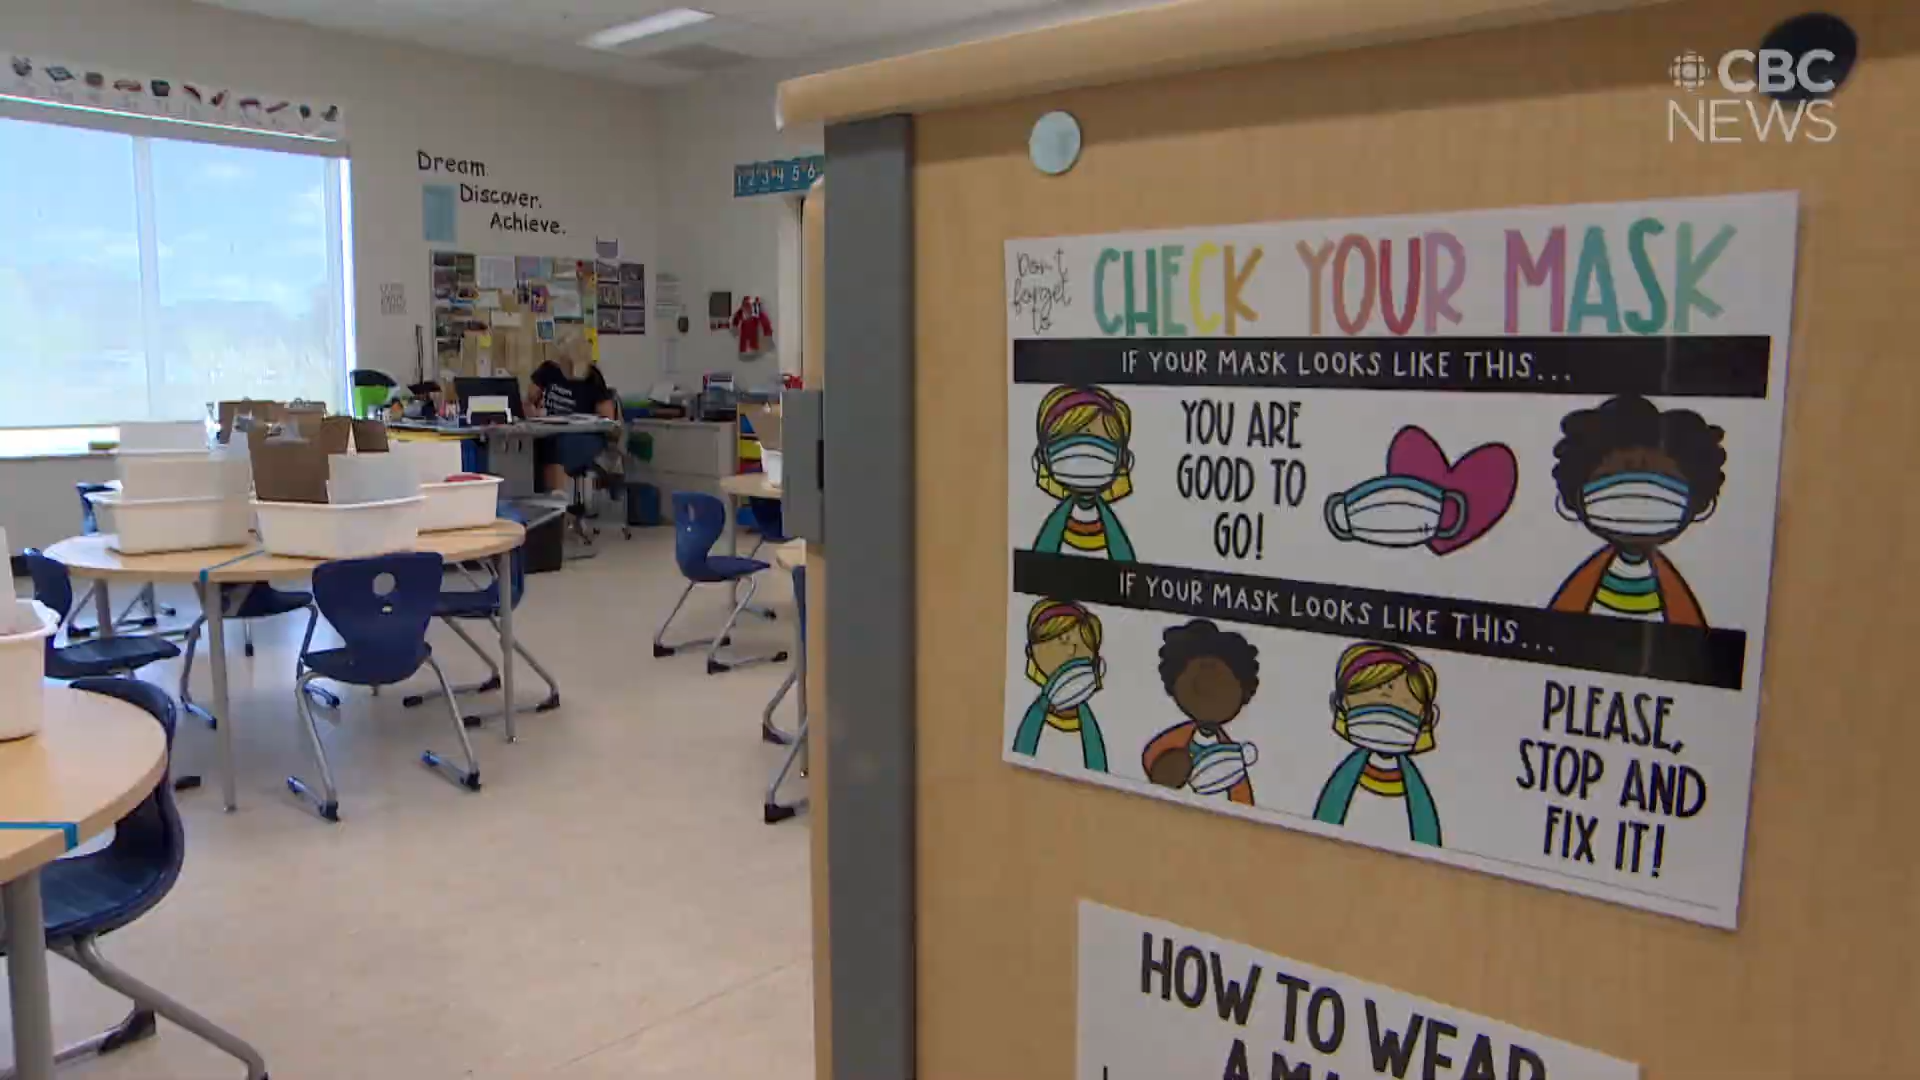 CBC
NEWS
Dream.
Discover.
Achieve.
1 2 3 4 5 6
Don't
forget
to
CHECK YOUR MASK
IF YOUR MASK LOOKS LIKE THIS...
YOU ARE
GOOD TO
GO!
IF YOUR MASK LOOKS LIKE THIS...
PLEASE,
STOP AND
FIX IT!
HOW TO WEAR